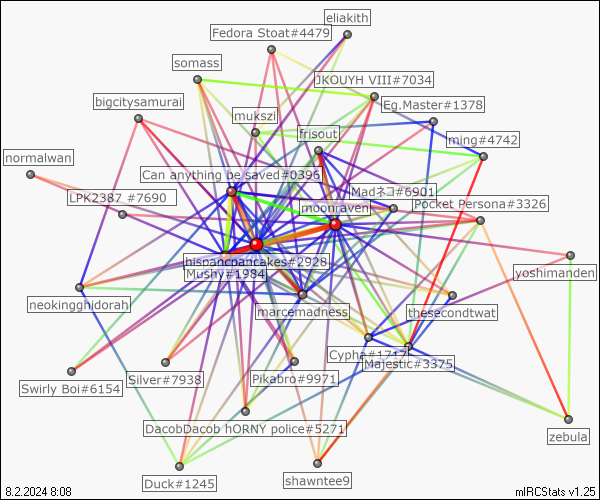 eliakith
Fedora Stoat#4479
somass
JKOUYH VIII#7034
bigcitysamurai
Eg.Master#1378
mukszi
frisout
ming#4742
normalwan
Can anything be saved#0396
Madネコ#6901
LPK2387 #7690
moonraven
Pocket Persona#3326
hispanicpancakes#2928
Mushy#1984
yoshimanden
neokingghidorah
marcemadness
thesecondtwat
Cypha#1717
Majestic#3375
Swirly Boi#6154
Silver#7938
Pikabro#9971
DacobDacob hORNY police#5271
zebula
Duck#1245
shawntee9
8.2.2024 8:08
mIRCStats v1.25